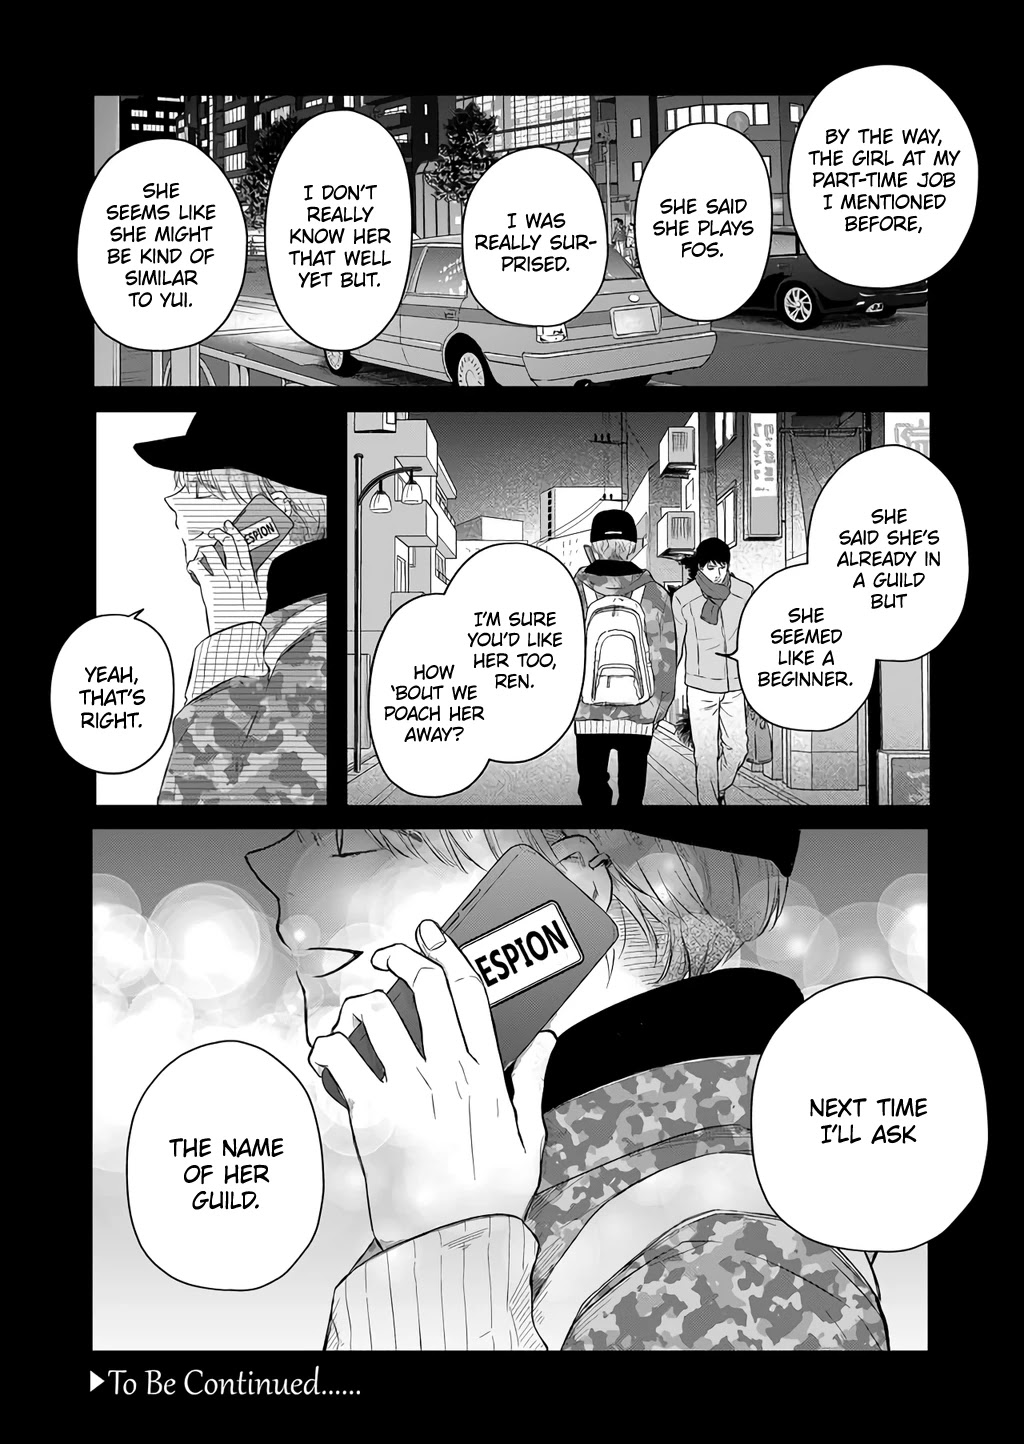 BY THE WAY,
THE GIRL AT MY
PART-TIME JOB
I MENTIONED
BEFORE,
SHE SAID
SHE PLAYS
FOS.
I WAS
REALLY SUR-
PRISED.
I DON'T
REALLY
KNOW HER
THAT WELL
YET BUT.
SHE
SEEMS LIKE
SHE MIGHT
BE KIND OF
SIMILAR
TO YUI.
SHE
SAID SHE'S
ALREADY IN
A GUILD
BUT
SHE
SEEMED
LIKE A
BEGINNER.
I'M SURE
YOU'D LIKE
HER TOO,
REN.
HOW
'BOUT WE
POACH HER
AWAY?
ESPION
YEAH,
THAT'S
RIGHT.
ESPION
NEXT TIME
I'LL ASK
THE NAME
OF HER
GUILD.
To Be Continued......